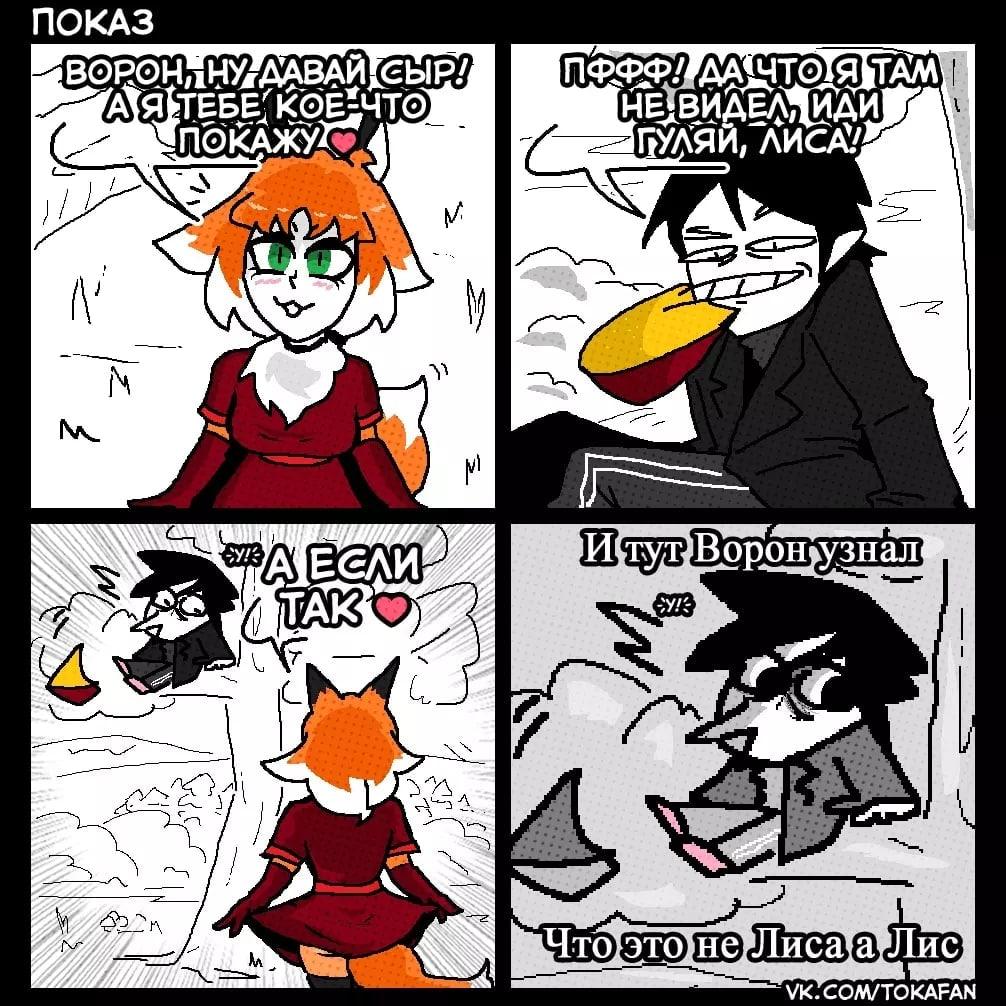 ПОКАЗ
ВОРОН, НУ ДАВАЙ СЫР!
А Я ТЕБЕ КОЕ-ЧТО
ПОКАЖУ
ПФФФ! ДА ЧТО Я ТАМ
НЕ ВИДЕЛ, ИДИ
ГУЛЯЙ, ЛИСА!
А ЕСЛИ
ТАК
И тут Ворон узнал
Что это не Лиса а Лис
VK.COM/TOKAFAN